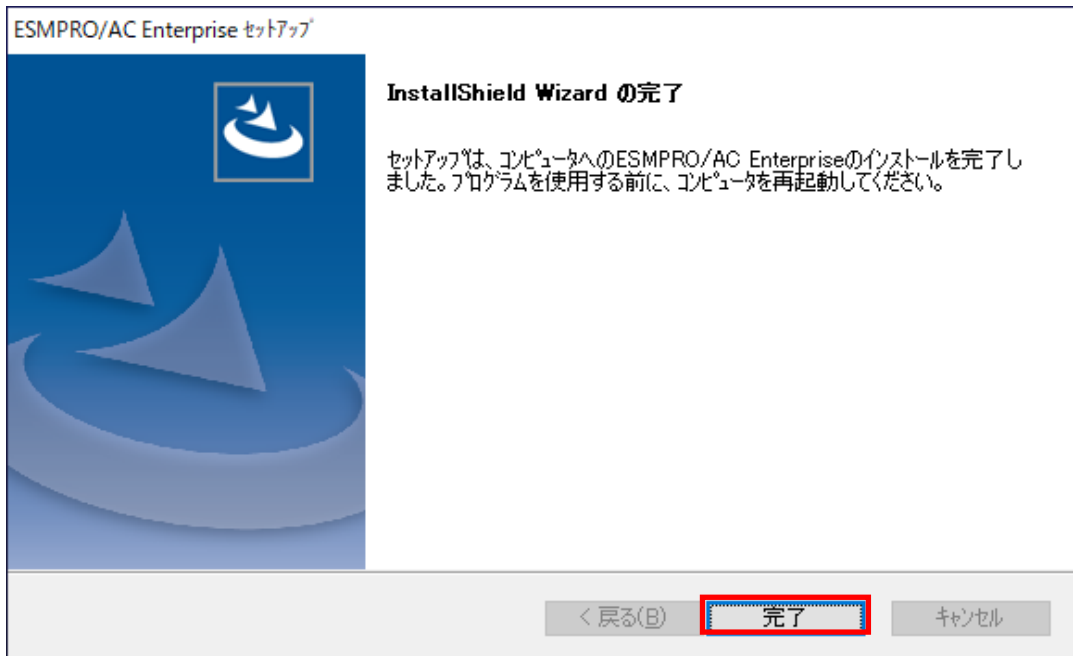 ESMPRO/AC Enterprise ｾｯﾄｱｯﾌﾟ
InstallShield Wizard の完了
ｾｯﾄｱｯﾌﾟは、ｺﾝﾋﾟｭｰﾀへのESMPRO/AC Enterpriseのｲﾝｽﾄｰﾙを完了し
ました。ﾌﾟﾛｸﾞﾗﾑを使用する前に、ｺﾝﾋﾟｭｰﾀを再起動してください。
< 戻る(B)
完了
ｷｬﾝｾﾙ